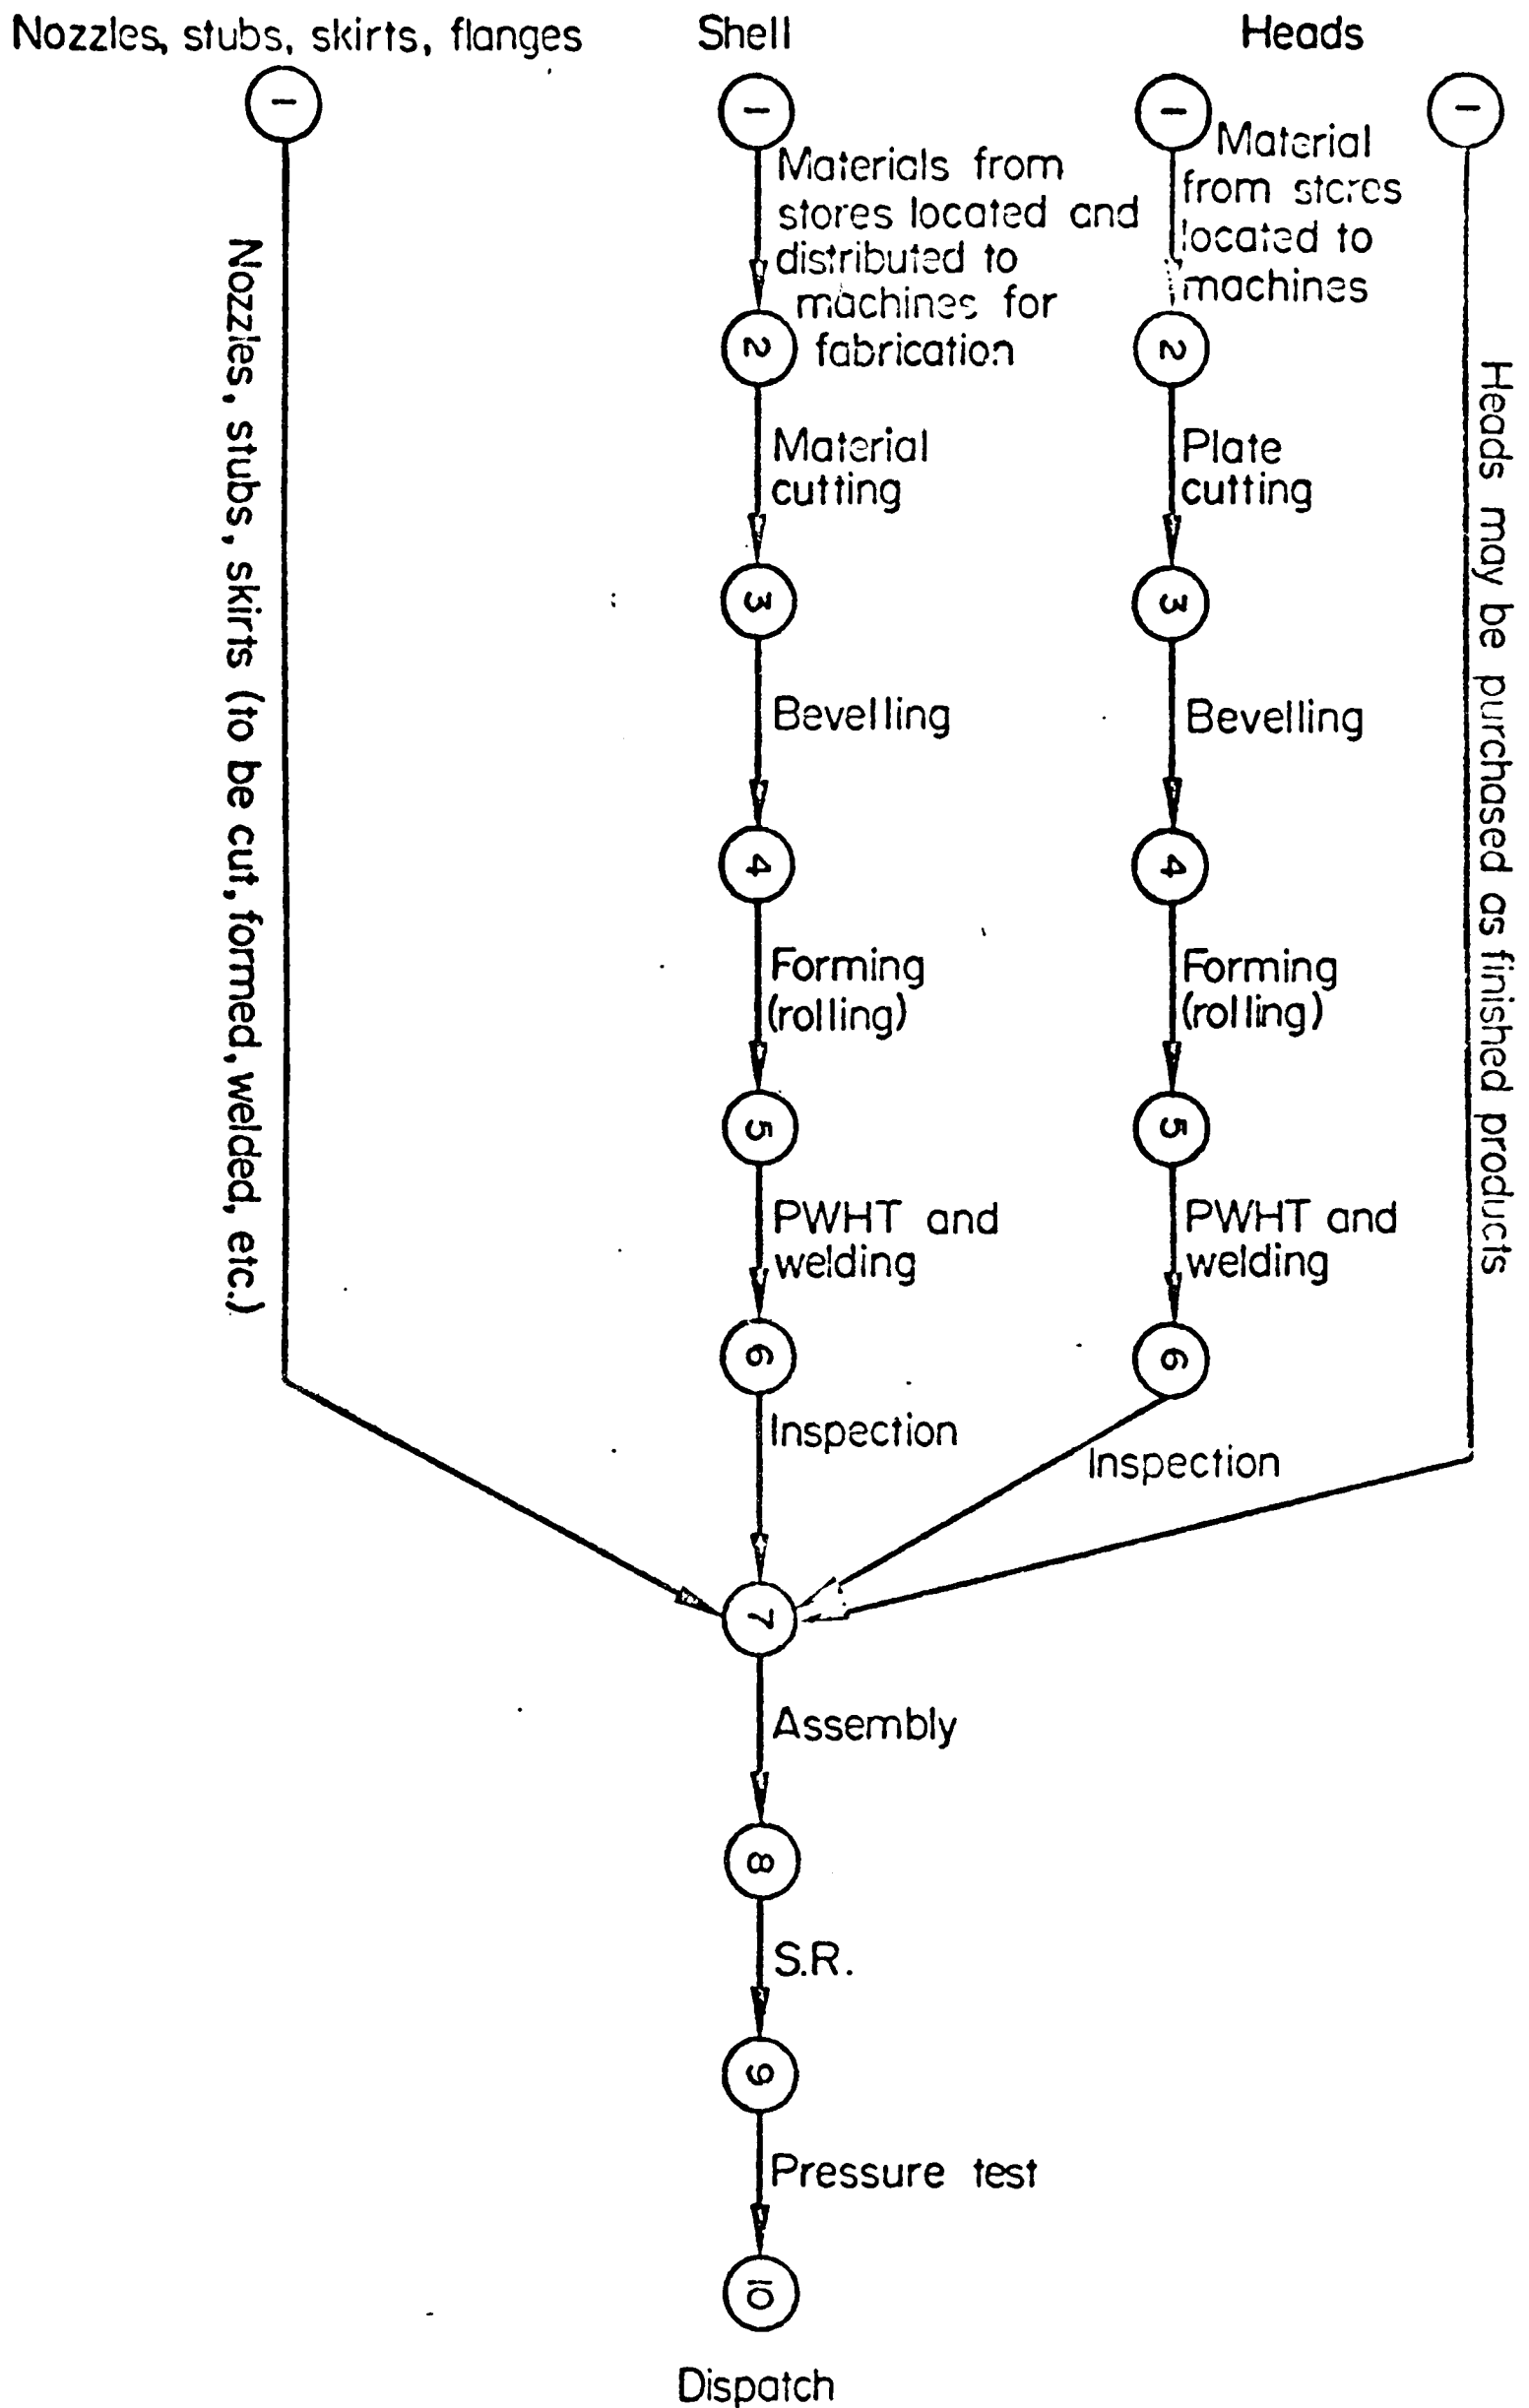 Nozzles, stubs, skirts, flanges
1
Nozzles, stubs, skirts (to be cut, formed, welded, etc.)
Shell
1
Materials from
stores located and
distributed to
machines for
fabrication
2
Material
cutting
3
Bevelling
4
Forming
(rolling)
5
PWHT and
welding
6
Inspection
Heads
1
Material
from stores
located to
machines
2
Plate
cutting
3
Bevelling
4
Forming
(rolling)
5
PWHT and
welding
6
Inspection
1
Heads may be purchased as finished products
7
Assembly
8
S.R.
9
Pressure test
10
Dispatch